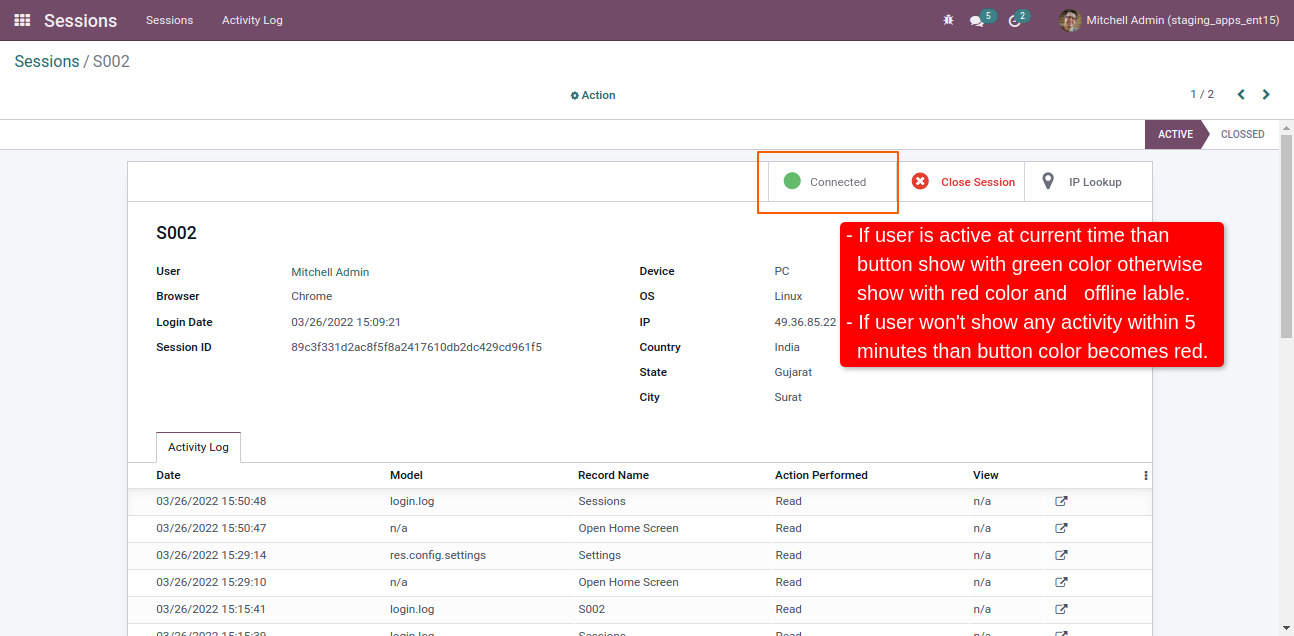 Sessions Sessions Activity Log 5 2 Mitchell Admin (staging_apps_ent15)
Sessions / S002
Action 1 / 2
ACTIVE CLOSSED
Connected Close Session IP Lookup
S002
- If user is active at current time than
button show with green color otherwise
show with red color and offline lable.
- If user won't show any activity within 5
minutes than button color becomes red.
User Mitchell Admin Device PC
Browser Chrome OS Linux
Login Date 03/26/2022 15:09:21 IP 49.36.85.22
Session ID 89c3f331d2ac8f5f8a2417610db2dc429cd961f5 Country India
State Gujarat
City Surat
Activity Log
Date Model Record Name Action Performed View
03/26/2022 15:50:48 login.log Sessions Read n/a
03/26/2022 15:50:47 n/a Open Home Screen Read n/a
03/26/2022 15:29:14 res.config.settings Settings Read n/a
03/26/2022 15:29:10 n/a Open Home Screen Read n/a
03/26/2022 15:15:41 login.log S002 Read n/a
03/26/2022 15:15:39 login.log Sessions Read n/a